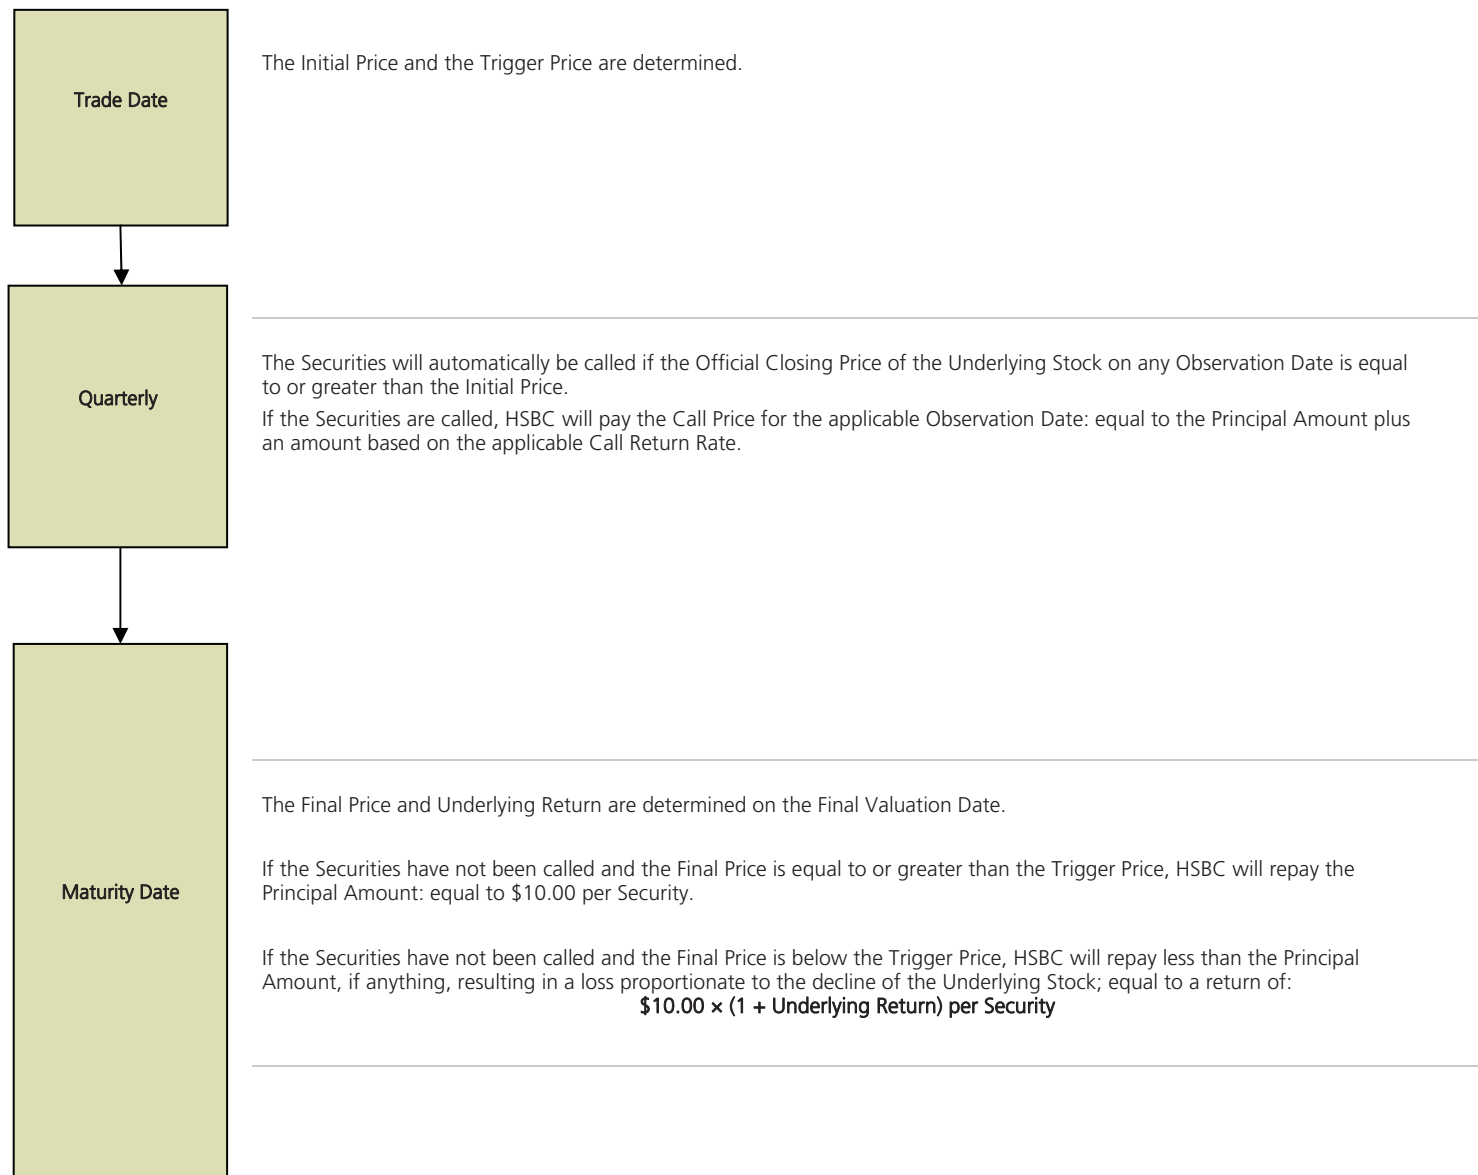 Trade Date
The Initial Price and the Trigger Price are determined.
Quarterly
The Securities will automatically be called if the Official Closing Price of the Underlying Stock on any Observation Date is equal
to or greater than the Initial Price.
If the Securities are called, HSBC will pay the Call Price for the applicable Observation Date: equal to the Principal Amount plus
an amount based on the applicable Call Return Rate.
Maturity Date
The Final Price and Underlying Return are determined on the Final Valuation Date.
If the Securities have not been called and the Final Price is equal to or greater than the Trigger Price, HSBC will repay the
Principal Amount: equal to $10.00 per Security.
If the Securities have not been called and the Final Price is below the Trigger Price, HSBC will repay less than the Principal
Amount, if anything, resulting in a loss proportionate to the decline of the Underlying Stock; equal to a return of:
$10.00 × (1 + Underlying Return) per Security